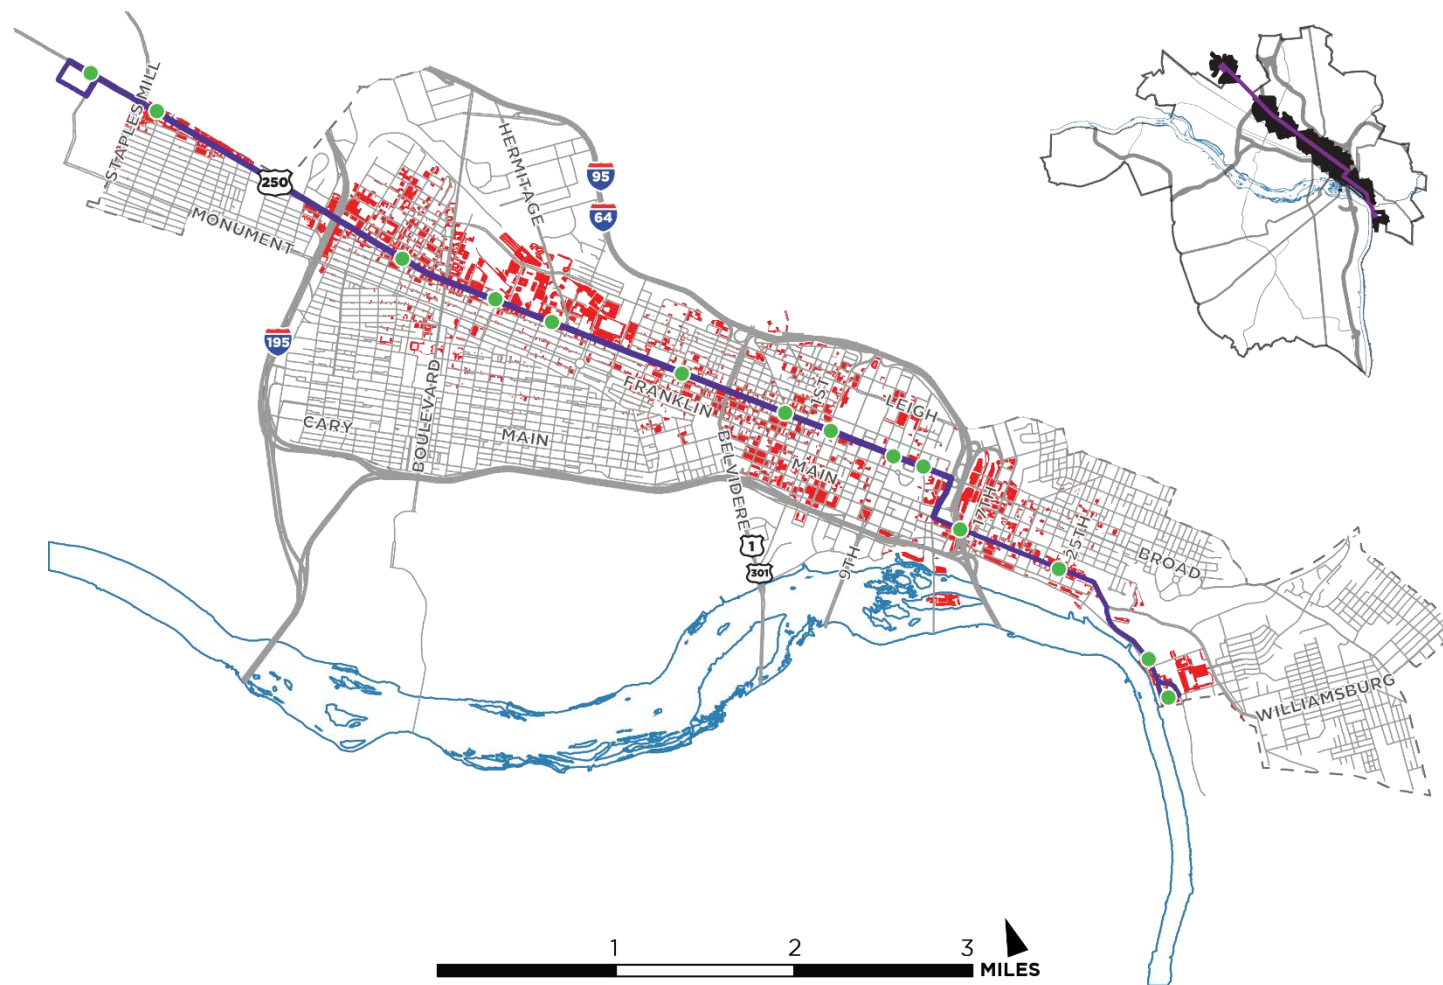 STAPLES MILL
250
MONUMENT
HERMITAGE
95
64
195
CARY
BOULEVARD
MAIN
FRANKLIN
BELVIDERE
1ST
LEIGH
MAIN
1
301
9TH
17TH
25TH
BROAD
WILLIAMSBURG
1 2 3
MILES